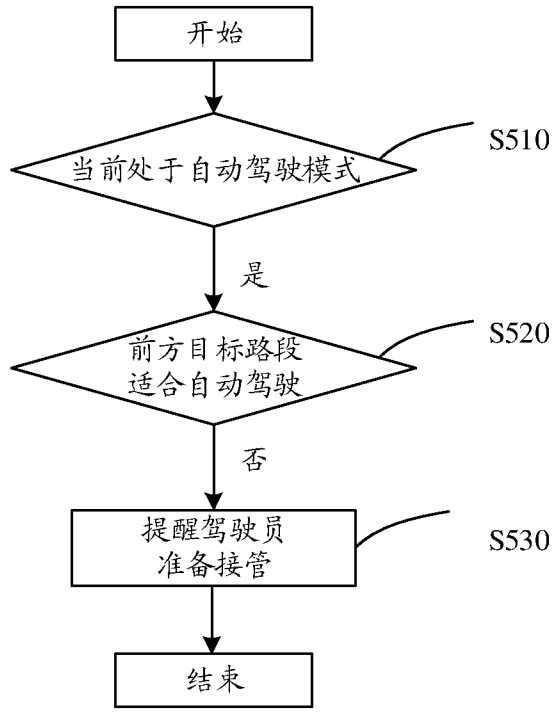 开始
当前处于自动驾驶模式
S510
是
前方目标路段
适合自动驾驶
S520
否
提醒驾驶员
准备接管
S530
结束